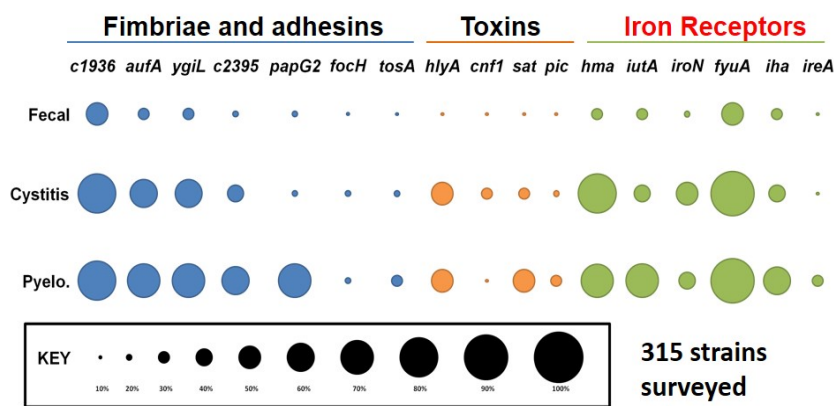 Fimbriae and adhesins Toxins Iron Receptors
c1936 aufA ygiL c2395 papG2 focH tosA hlyA cnf1 sat pic hma iutA iroN fyuA iha ireA
Fecal
Cystitis
Pyelo.
KEY
10% 20% 30% 40% 50% 60% 70% 80% 90% 100%
315 strains
surveyed